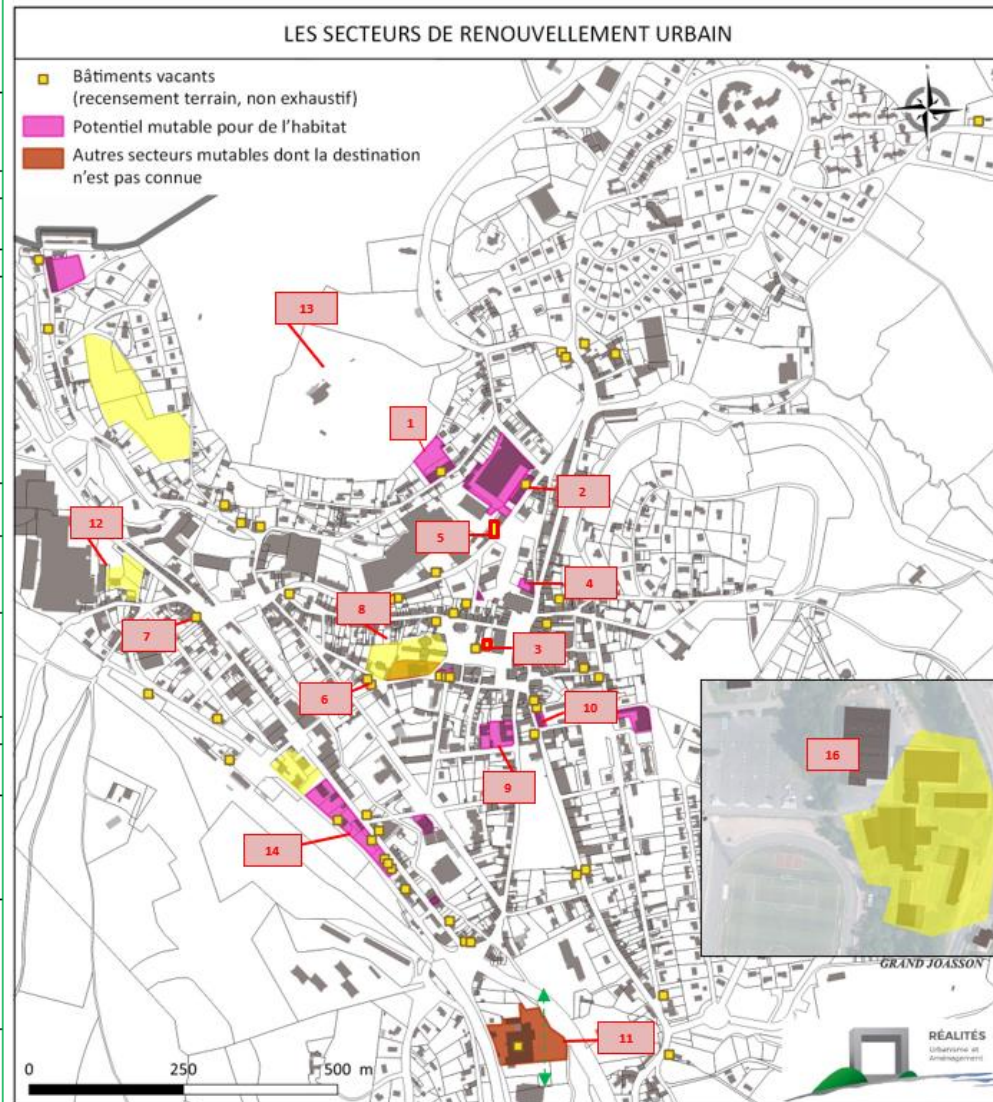 LES SECTEURS DE RENOUVELLEMENT URBAIN
Bâtiments vacants
(recensement terrain, non exhaustif)
Potentiel mutable pour de l'habitat
Autres secteurs mutables dont la destination
n'est pas connue
13
1
2
12
5
4
8
7
3
6
10
16
9
14
GRAND JOASSON
11
RÉALITÉS
Urbanisme et
Aménagement
0 250 500 m